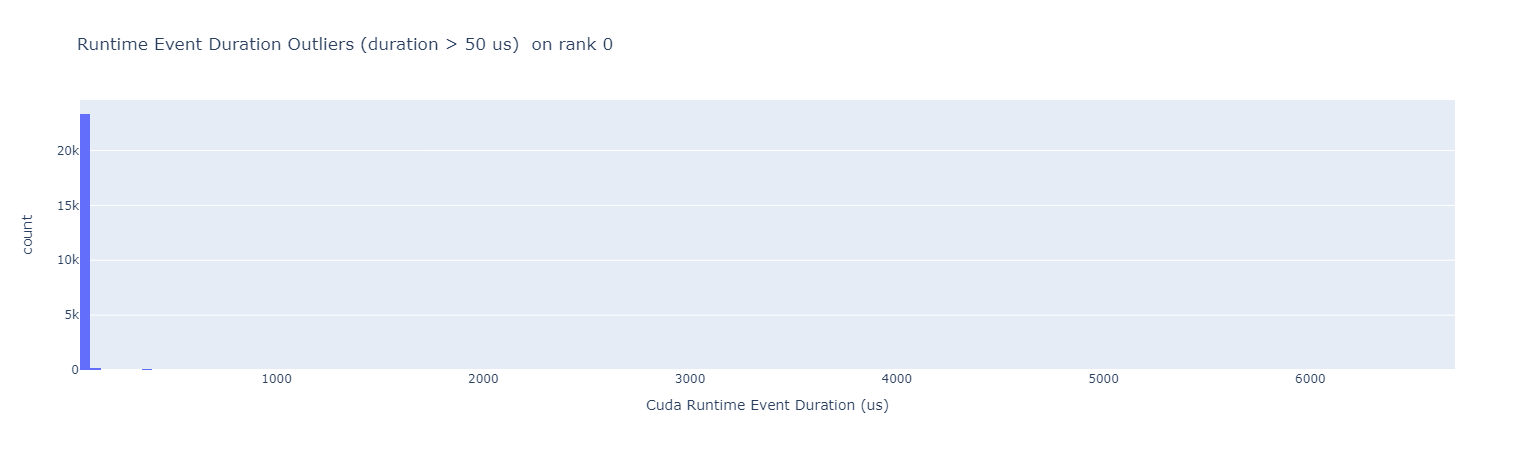 Runtime Event Duration Outliers (duration > 50 us)  on rank 0
20k
15k
10k
5k
0
count
1000 2000 3000 4000 5000 6000
Cuda Runtime Event Duration (us)